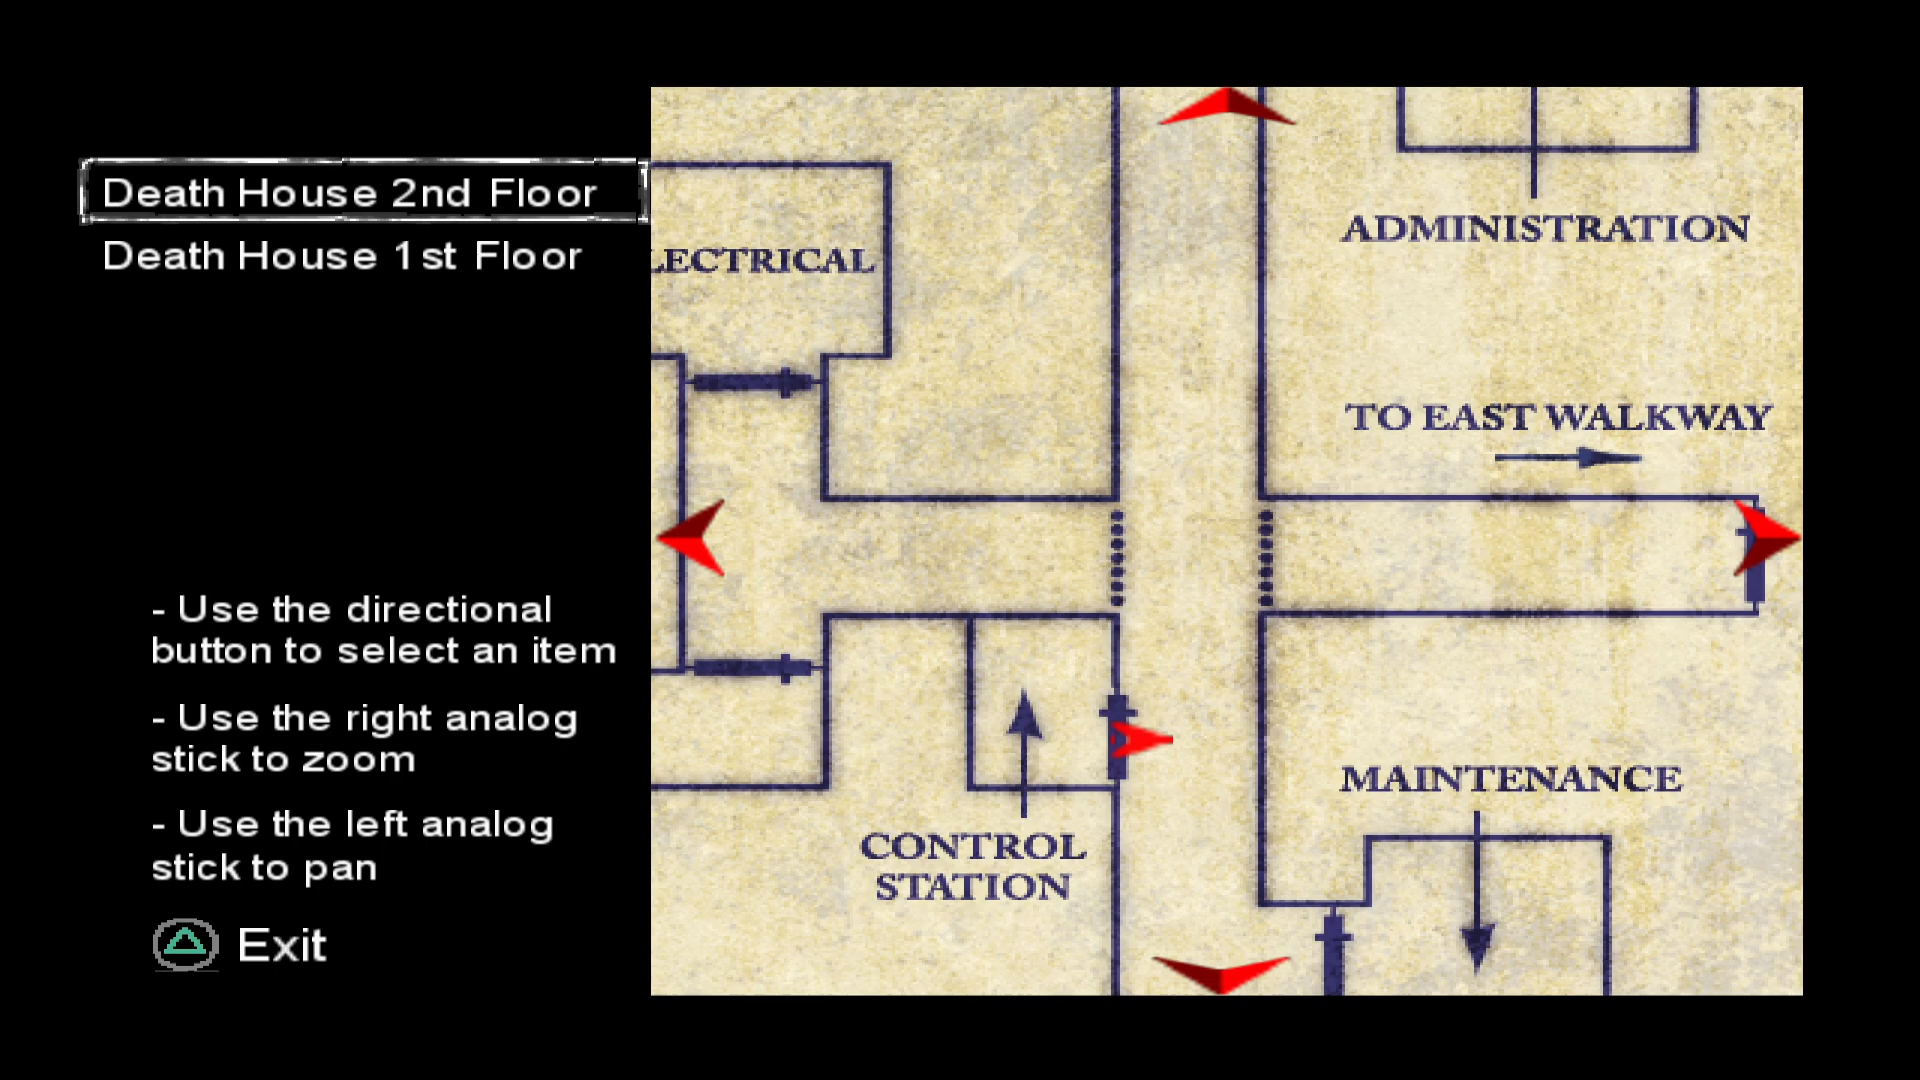 Death House 2nd Floor
Death House 1st Floor
- Use the directional
button to select an item
- Use the right analog
stick to zoom
- Use the left analog
stick to pan
Exit
LECTRICAL
ADMINISTRATION
TO EAST WALKWAY
CONTROL
STATION
MAINTENANCE